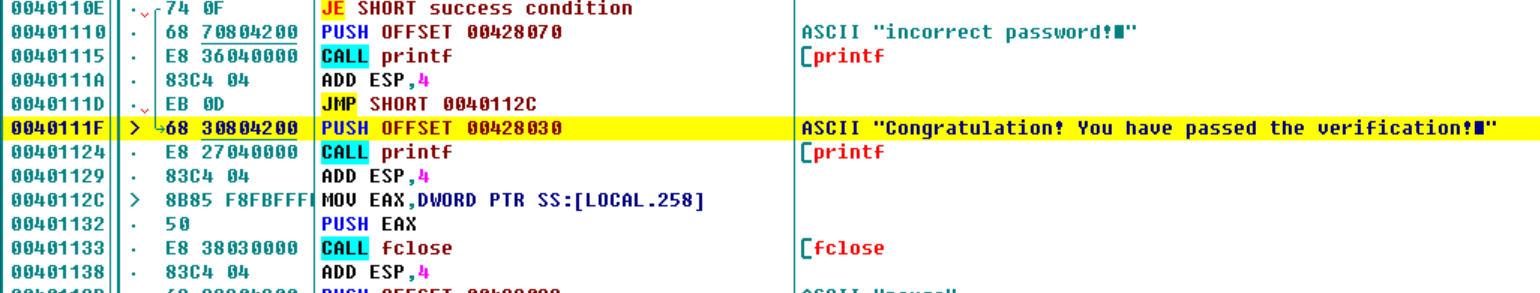 0040110E . 74 0F JE SHORT success condition
00401110 . 68 70804200 PUSH OFFSET 00428070 ASCII "incorrect password!■"
00401115 . E8 36040000 CALL printf [printf
0040111A . 83C4 04 ADD ESP,4
0040111D . EB 0D JMP SHORT 0040112C
0040111F > 68 30804200 PUSH OFFSET 00428030 ASCII "Congratulation! You have passed the verification!■"
00401124 . E8 27040000 CALL printf [printf
00401129 . 83C4 04 ADD ESP,4
0040112C > 8B85 F8FBFFFI MOV EAX,DWORD PTR SS:[LOCAL.258]
00401132 . 50 PUSH EAX
00401133 . E8 38030000 CALL fclose [fclose
00401138 . 83C4 04 ADD ESP,4